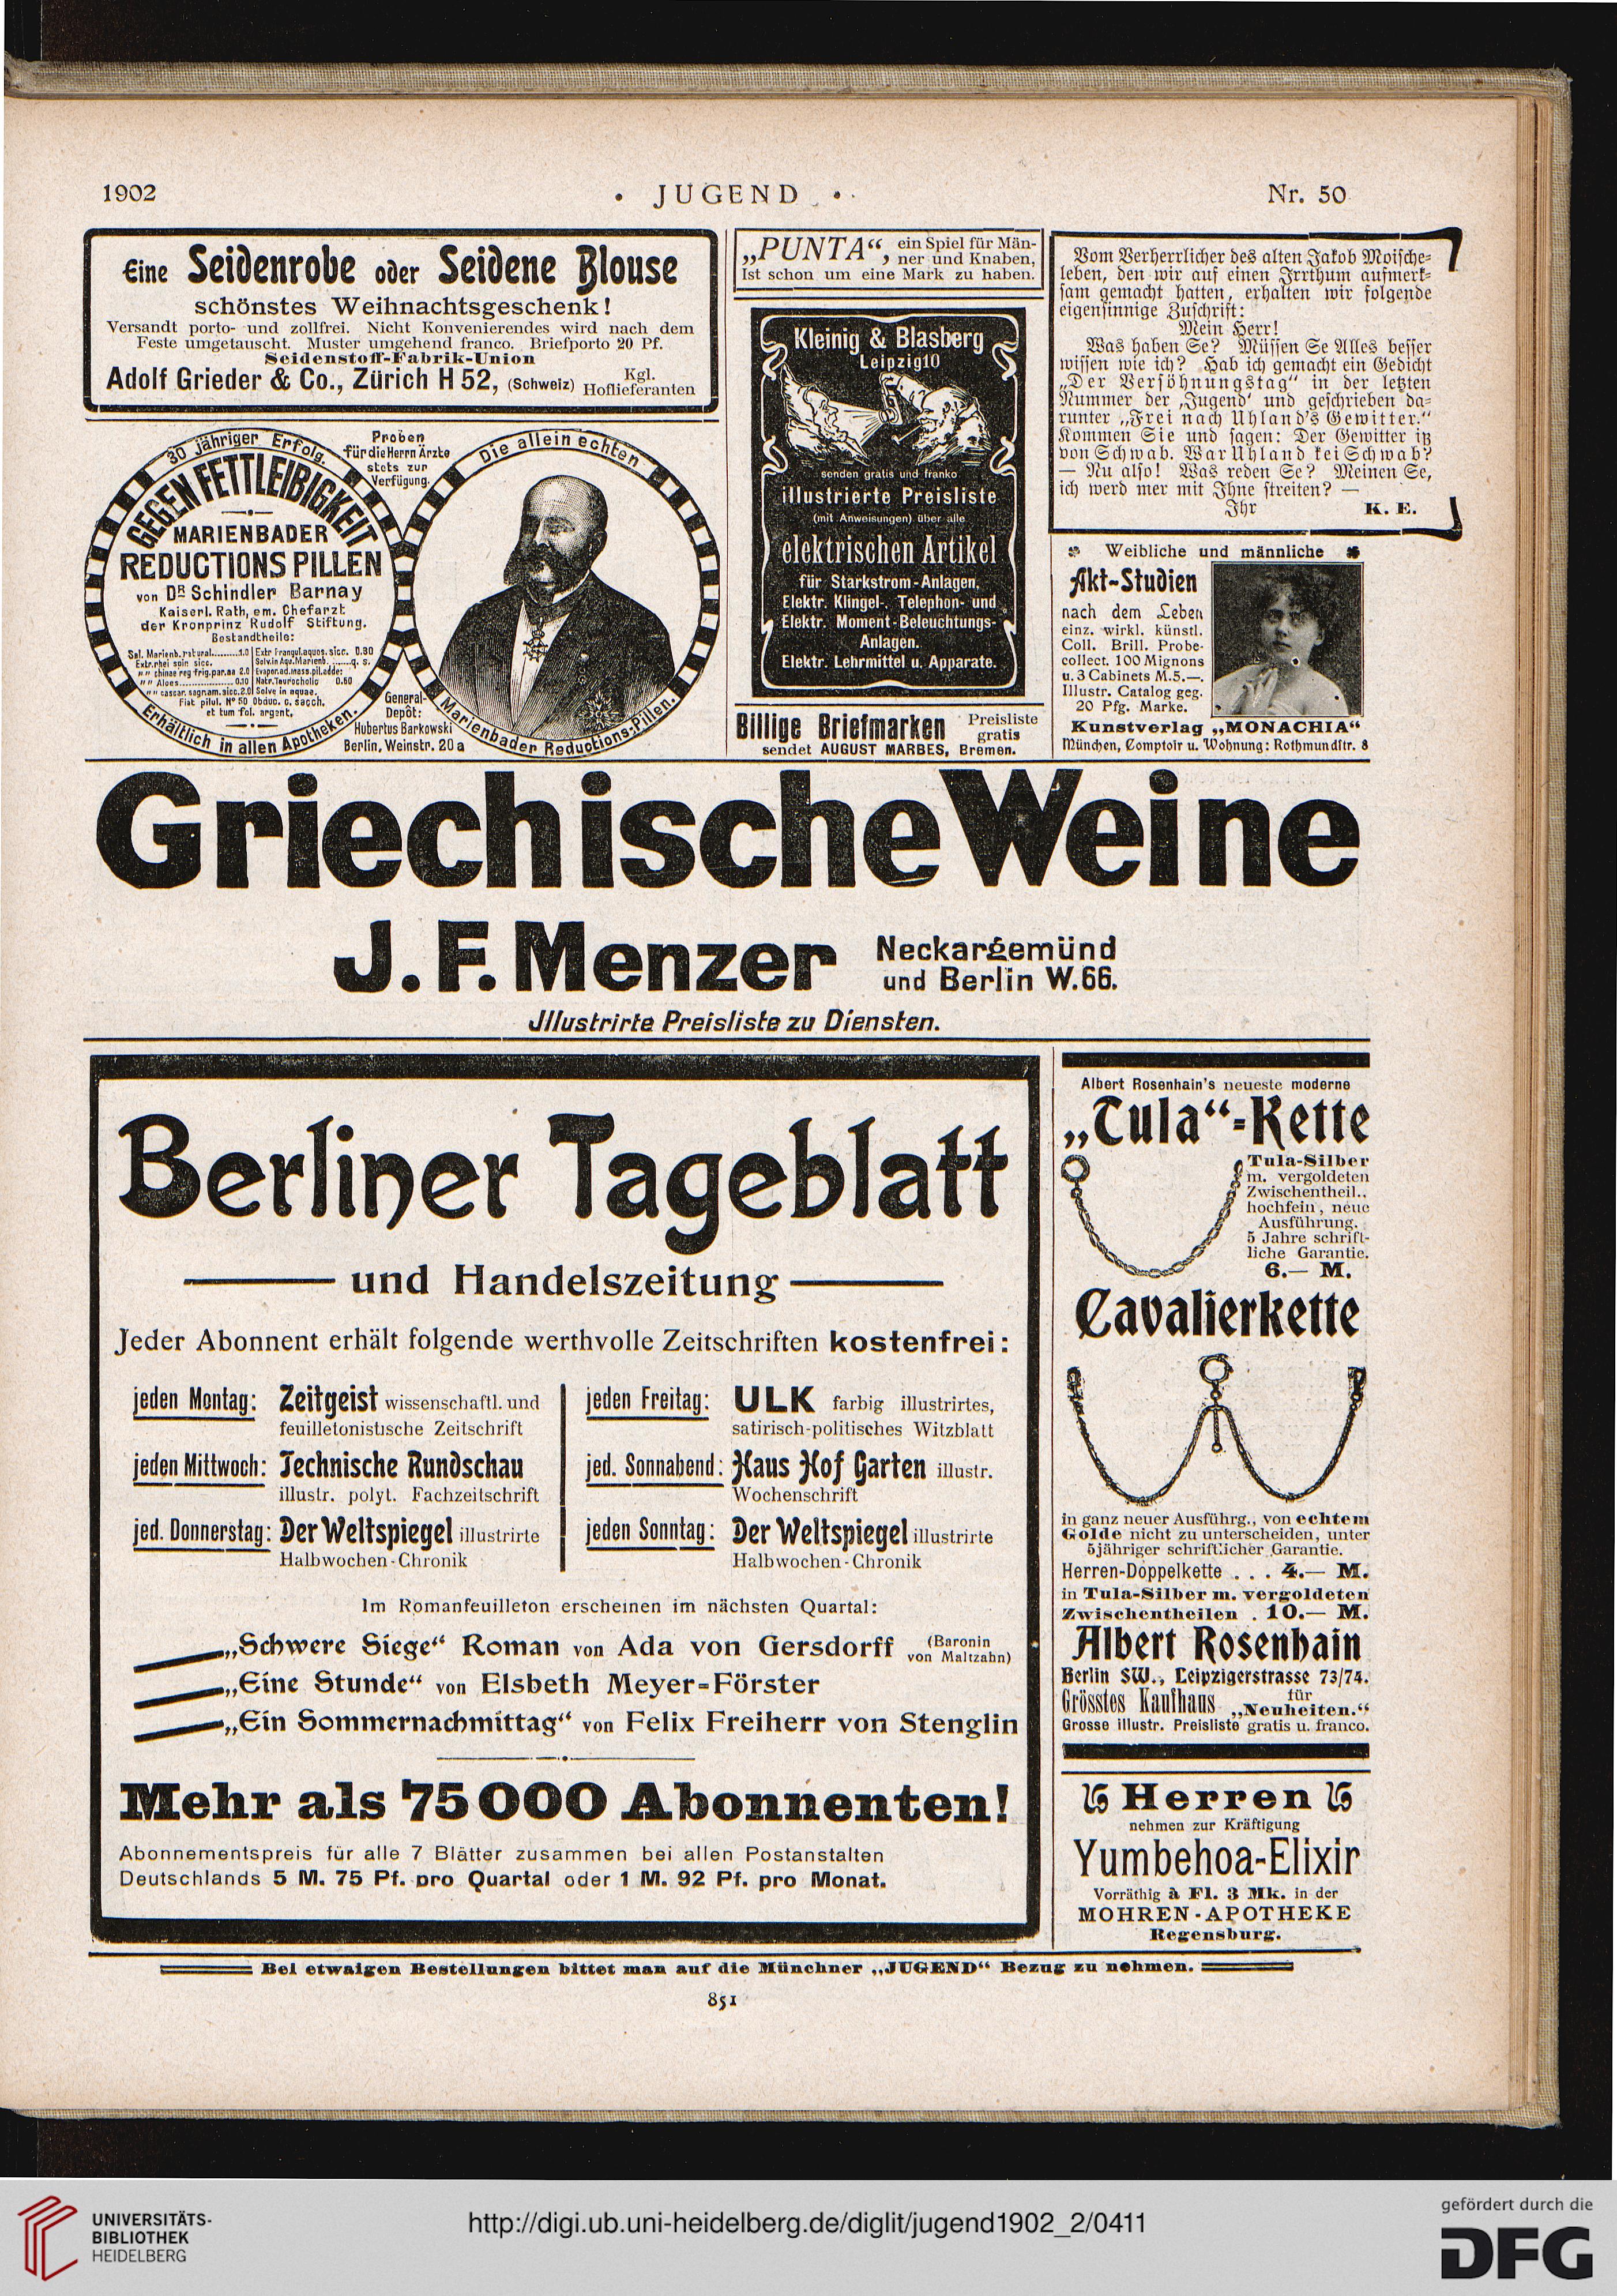 1902
• JUGEND •
Nr. 50
Eine Seidenrobe oder Seidene Blouse
schönstes Weihnachtsgeschenk!
Versandt porto- und zollfrei. Nicht Konvenierendes wird nach dem
Feste umgetauscht. Muster umgehend franco. Briefporto 20 Pf.
Seidenstoff-Fabrik-Union
Adolf Grieder & Co., Zürich H 52, (Schweiz) Kgl. Hoflieferanten
30 jähriger Erfolg.
GEGEN FETTLEIBIGKEIT
MARIENBADER
REDUCTIONS PILLEN
von DR Schindler Barnay
Kaiserl. Rath, em. Chefarzt
der Kronprinz Rudolf Stiftung.
Bestandtheile:
Erhältlich in allen Apotheken.
Proben
für die Herrn Ärzte
stets zur
Verfügung.
General-
Depôt:
Hubertus Barkowski
Berlin, Weinstr. 20a
Die allein echten
Marienbader Reductions-Pillen.
„PUNTA“, ein Spiel für Män-
ner und Knaben,
Ist schon um eine Mark zu haben.
Kleinig & Blasberg
Leipzig10
senden gratis und franko
illustrierte Preisliste
(mit Anweisungen) über alle
elektrischen Artikel
für Starkstrom-Anlagen,
Elektr. Klingel-, Telephon- und
Elektr. Moment-Beleuchtungs-
Anlagen.
Elektr. Lehrmittel u. Apparate.
Billige Briefmarken Preisliste
gratis
sendet AUGUST MARBES, Bremen.
Vom Verherrlicher des alten Jakob Moische-
leben, den wir auf einen Irrthum aufmerk-
sam gemacht hatten, erhalten wir folgende
eigensinnige Zuschrift:
Mein Herr!
Was haben Se? Müssen Se Alles besser
wissen wie ich? Hab ich gemacht ein Gedicht
„Der Versöhnungstag“ in der letzten
Nummer der „Jugend‘ und geschrieben da-
runter „Frei nach Uhland's Gewitter.“
Kommen Sie und sagen: Der Gewitter is
von Schwab. War Uhland kei Schwab?
— Nu also! Was reden Se? Meinen Se,
ich werd mer mit Ihne streiten? —
Ihr K. E.
Weibliche und männliche
Akt-Studien
nach dem Leben
einz. wirkl. künstl.
Coll. Brill. Probe-
collect. 100 Mignons
u. 3 Cabinets M.5.—.
Illustr. Catalog geg.
20 Pfg. Marke.
Kunstverlag „MONACHIA“
München, Comptoir u. Wohnung: Rothmundstr. 8
Griechische Weine
J. F. Menzer Neckargemünd
und Berlin W.66.
Illustrirte Preisliste zu Diensten.
Berliner Tageblatt
und Handelszeitung
Jeder Abonnent erhält folgende werthvolle Zeitschriften kostenfrei:
jeden Montag: Zeitgeist wissenschaftl. und
feuilletonistische Zeitschrift
jeden Mittwoch: Technische Rundschau
illustr. polyt. Fachzeitschrift
jed. Donnerstag: Der Weltspiegel illustrirte
Halbwochen-Chronik
jeden Freitag: ULK farbig illustrirtes,
satirisch-politisches Witzblatt
jed. Sonnabend: Haus Hof Garten illustr.
Wochenschrift
jeden Sonntag: Der Weltspiegel illustrirte
Halbwochen-Chronik
Im Romanfeuilleton erscheinen im nächsten Quartal:
„Schwere Siege“ Roman von Ada von Gersdorff (Baronin
von Maltzahn)
„Eine Stunde“ von Elsbeth Meyer-Förster
„Ein Sommernachmittag“ von Felix Freiherr von Stenglin
Mehr als 75000 Abonnenten!
Abonnementspreis für alle 7 Blätter zusammen bei allen Postanstalten
Deutschlands 5 M. 75 Pf. pro Quartal oder 1 M. 92 Pf. pro Monat.
Albert Rosenhain's neueste moderne
„Tula“-Kette
Tula-Silber
m. vergoldeten
Zwischentheil.,
hochfein, neue
Ausführung.
5 Jahre schrift-
liche Garantie.
6.— M.
Cavalierkette
in ganz neuer Ausführg., von echtem
Golde nicht zu unterscheiden, unter
5jähriger schriftlicher Garantie.
Herren-Doppelkette . . . 4.— M.
in Tula-Silber m. vergoldeten
Zwischentheilen . 10.— M.
Albert Rosenhain
Berlin SW., Leipzigerstrasse 73/74.
Grösstes Kaufhaus für „Neuheiten.“
Grosse illustr. Preisliste gratis u. franco.
Herren
nehmen zur Kräftigung
Yumbehoa-Elixir
Vorräthig à Fl. 3 Mk. in der
MOHREN-APOTHEKE
Regensburg.
Bei etwaigen Bestellungen bittet man auf die Münchner „JUGEND“ Bezug zu nehmen.
851
UNIVERSITÄTS-
BIBLIOTHEK
HEIDELBERG
http://digi.ub.uni-heidelberg.de/diglit/jugend1902_2/0411
gefördert durch die
DFG